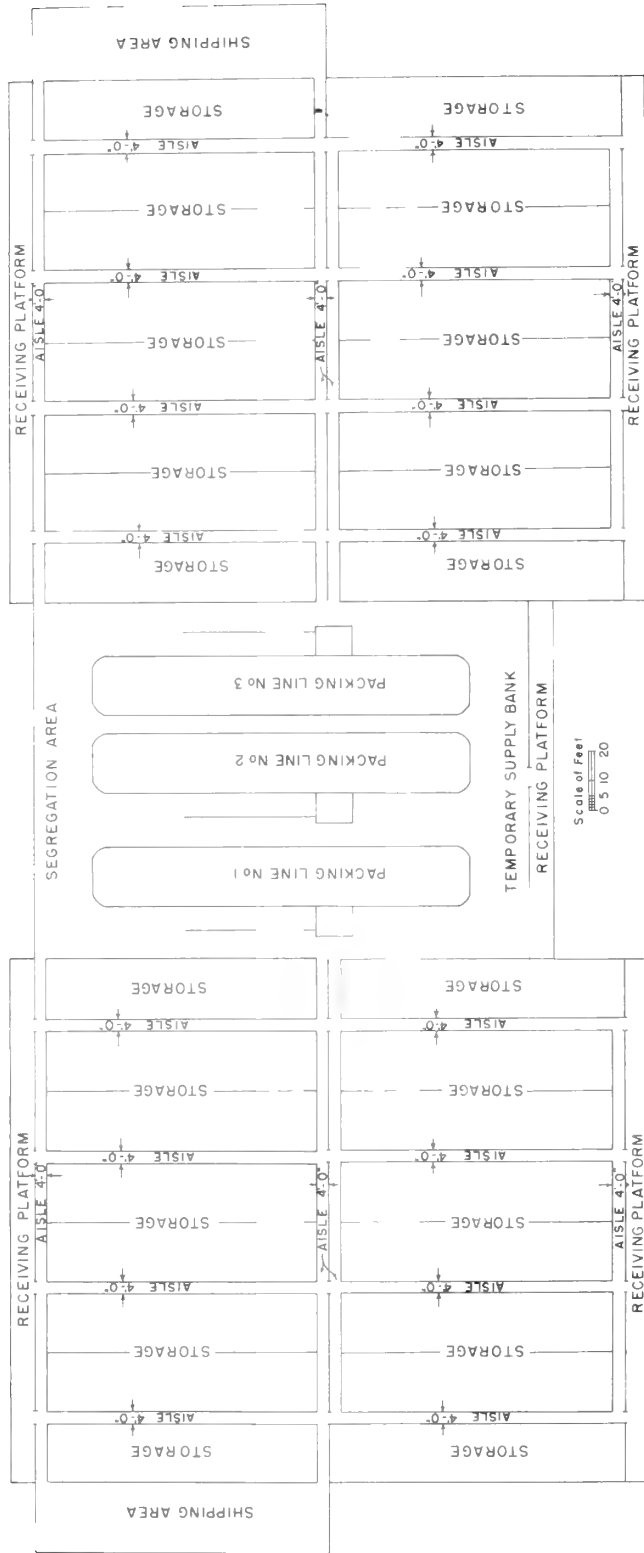 SHIPPING AREA
STORAGE
STORAGE
AISLE 4'-0"
AISLE 4'-0"
STORAGE
STORAGE
AISLE 4'-0"
AISLE 4'-0"
RECEIVING PLATFORM
AISLE 4'-0"
STORAGE
AISLE 4'-0"
STORAGE
AISLE 4'-0"
RECEIVING PLATFORM
AISLE 4'-0"
AISLE 4'-0"
STORAGE
STORAGE
AISLE 4'-0"
AISLE 4'-0"
STORAGE
STORAGE
SEGREGATION AREA
PACKING LINE No 3
PACKING LINE No 2
PACKING LINE No 1
TEMPORARY SUPPLY BANK
RECEIVING PLATFORM
Scale of Feet
0 5 10 20
STORAGE
STORAGE
AISLE 4'-0"
AISLE 4'-0"
STORAGE
STORAGE
AISLE 4'-0"
AISLE 4'-0"
RECEIVING PLATFORM
AISLE 4'-0"
STORAGE
AISLE 4'-0"
STORAGE
AISLE 4'-0"
RECEIVING PLATFORM
AISLE 4'-0"
AISLE 4'-0"
STORAGE
STORAGE
AISLE 4'-0"
AISLE 4'-0"
STORAGE
STORAGE
SHIPPING AREA